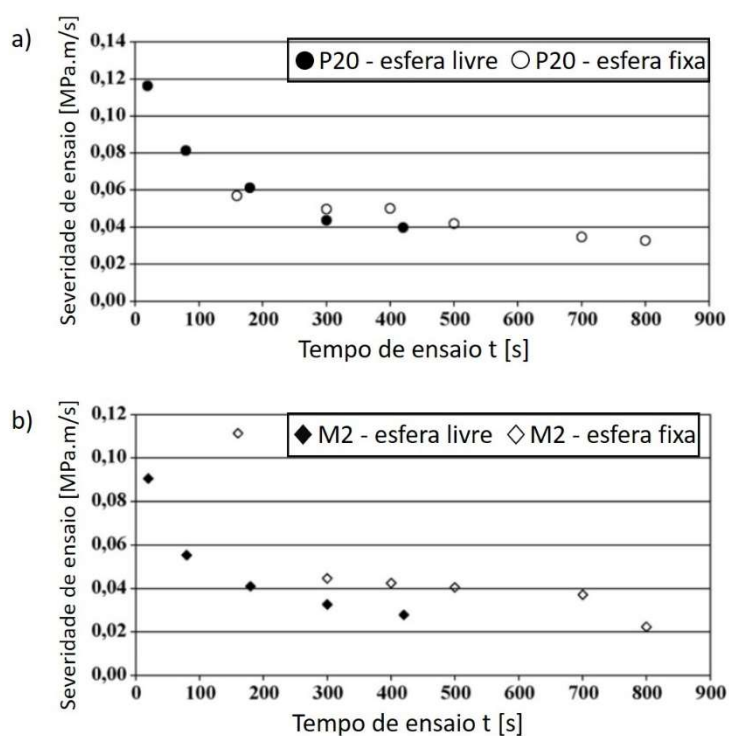 a)
Severidade de ensaio [MPa.m/s]
0,14
0,12
0,10
0,08
0,06
0,04
0,02
0,00
P20 - esfera livre P20 - esfera fixa
0 100 200 300 400 500 600 700 800 900
Tempo de ensaio t [s]
b)
Severidade de ensaio [MPa.m/s]
0,12
0,10
0,08
0,06
0,04
0,02
0,00
M2 - esfera livre M2 - esfera fixa
0 100 200 300 400 500 600 700 800 900
Tempo de ensaio t [s]